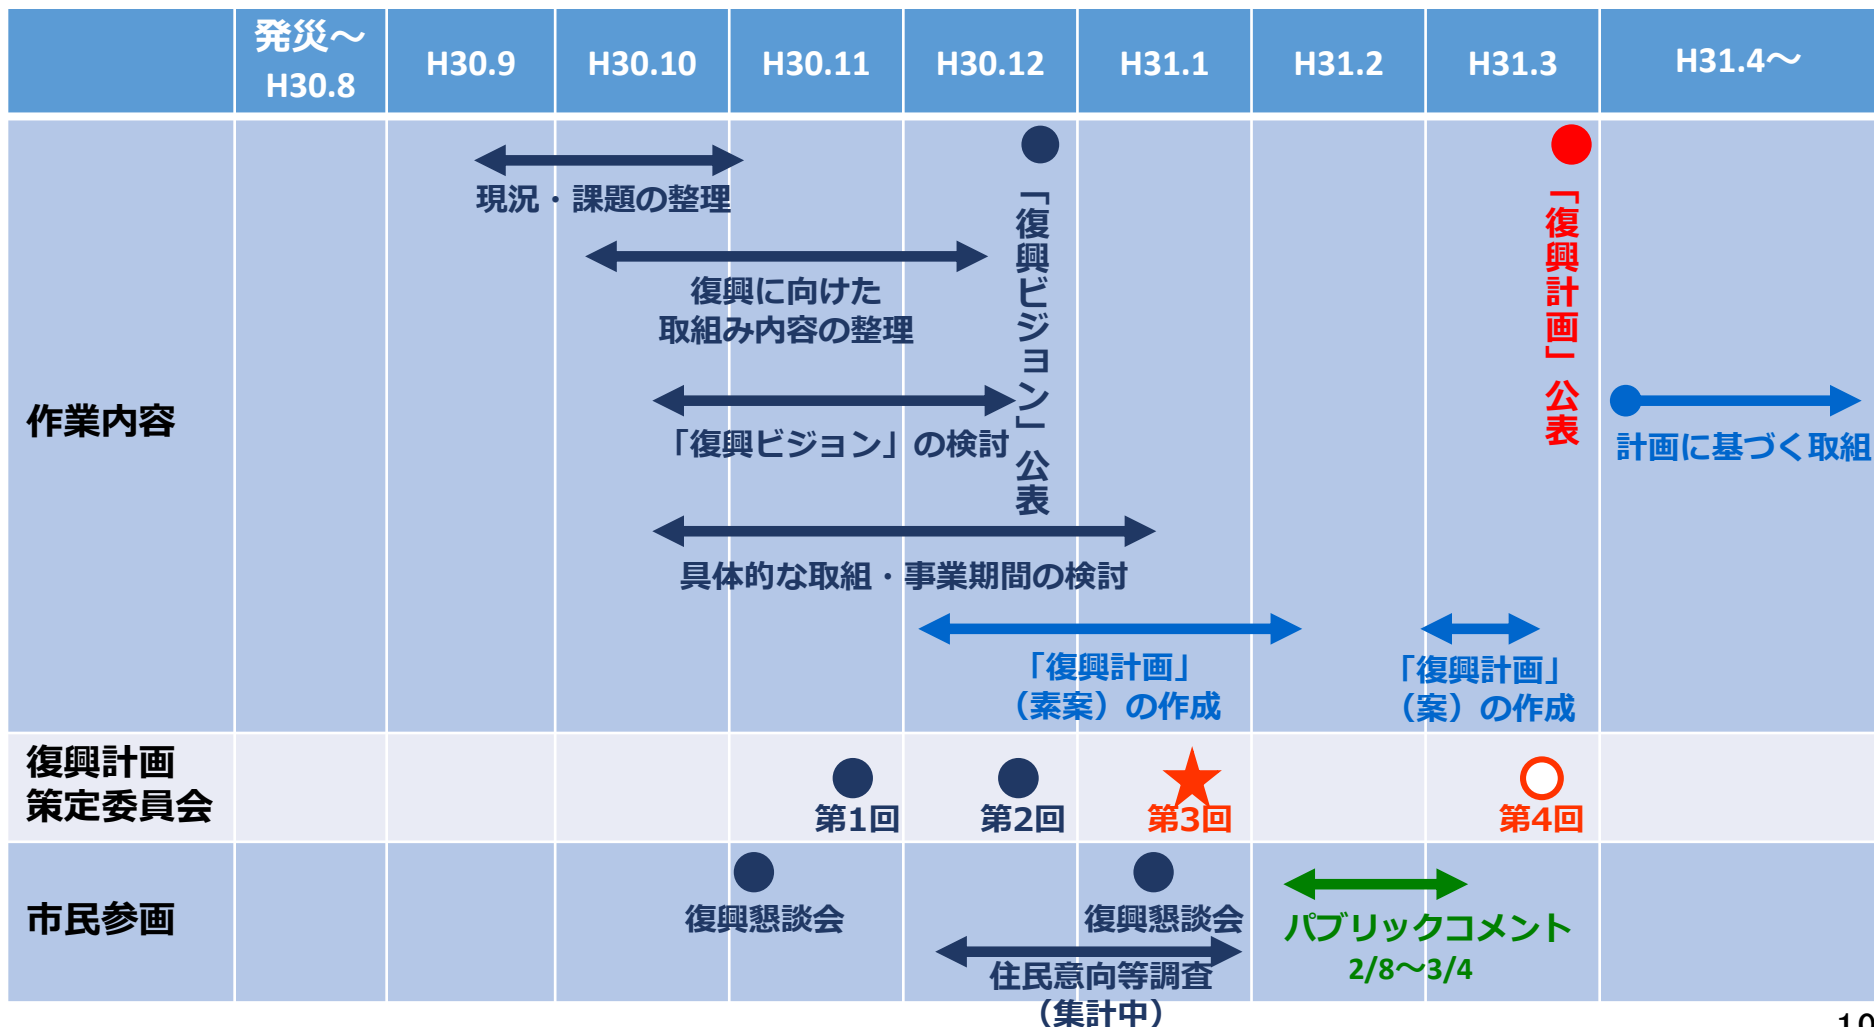 発災～
H30.8
H30.9
H30.10
H30.11
H30.12
H31.1
H31.2
H31.3
H31.4～
作業内容
現況・課題の整理
復興に向けた
取組み内容の整理
「復興ビジョン」の検討
「復興ビジョン」公表
具体的な取組・事業期間の検討
「復興計画」
（素案）の作成
「復興計画」
（案）の作成
「復興計画」公表
計画に基づく取組
復興計画
策定委員会
第1回
第2回
第3回
第4回
市民参画
復興懇談会
復興懇談会
住民意向等調査
（集計中）
パブリックコメント
2/8～3/4